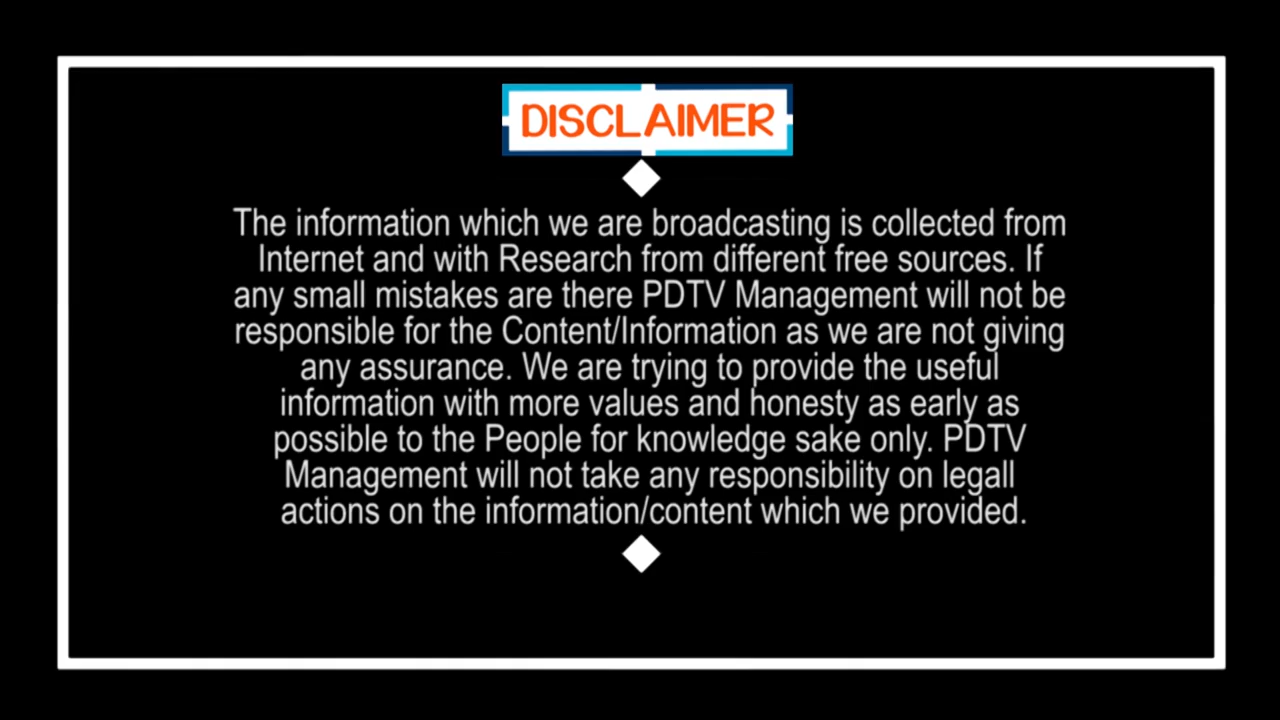 DISCLAIMER
The information which we are broadcasting is collected from
Internet and with Research from different free sources. If
any small mistakes are there PDTV Management will not be
responsible for the Content/Information as we are not giving
any assurance. We are trying to provide the useful
information with more values and honesty as early as
possible to the People for knowledge sake only. PDTV
Management will not take any responsibility on legall
actions on the information/content which we provided.